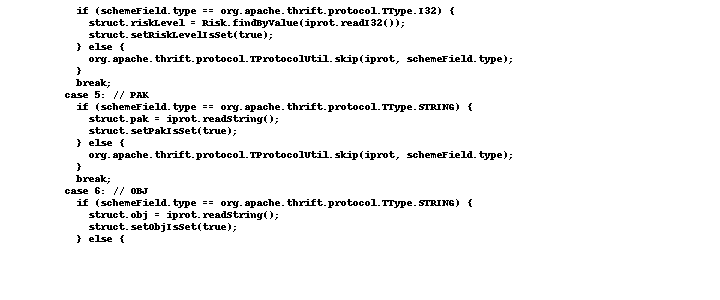 if (schemeField.type == org.apache.thrift.protocol.TType.I32) {
struct.riskLevel = Risk.findByValue(iprot.readI32());
struct.setRiskLevelIsSet(true);
} else {
org.apache.thrift.protocol.TProtocolUtil.skip(iprot, schemeField.type);
}
break;
case 5: // PAK
if (schemeField.type == org.apache.thrift.protocol.TType.STRING) {
struct.pak = iprot.readString();
struct.setPakIsSet(true);
} else {
org.apache.thrift.protocol.TProtocolUtil.skip(iprot, schemeField.type);
}
break;
case 6: // OBJ
if (schemeField.type == org.apache.thrift.protocol.TType.STRING) {
struct.obj = iprot.readString();
struct.setObjIsSet(true);
} else {